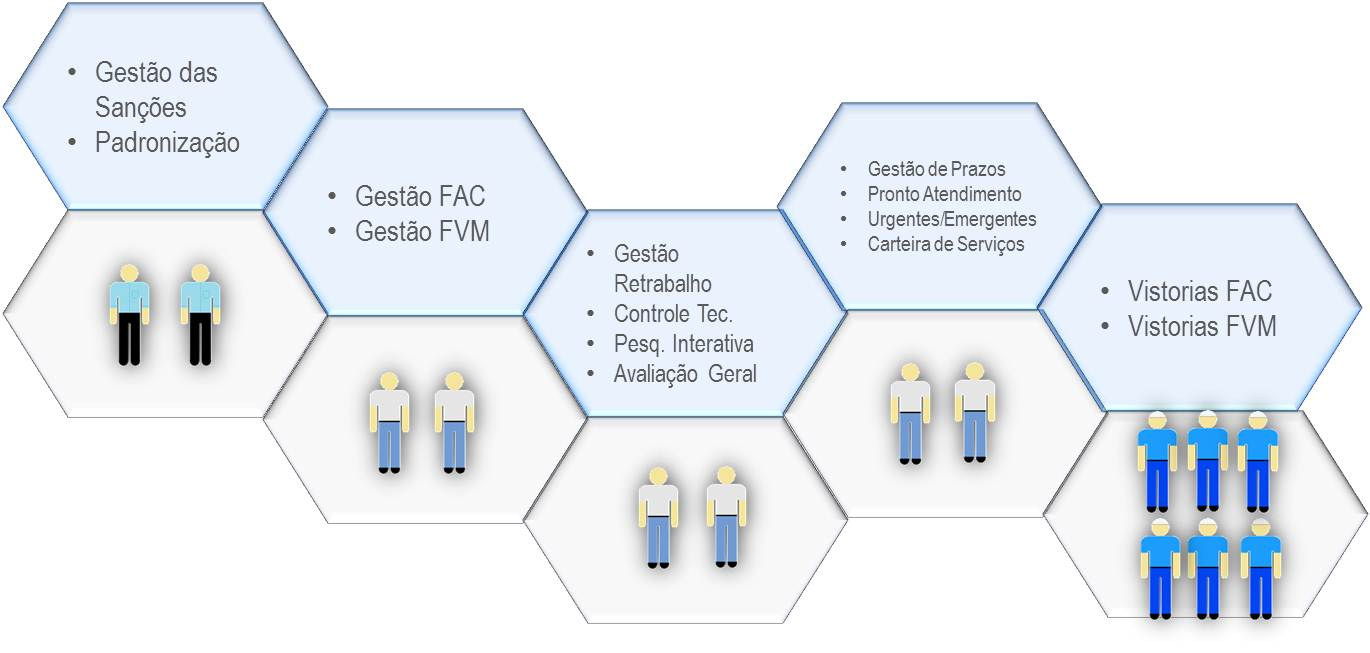 • Gestão das
Sanções
• Padronização
• Gestão FAC
• Gestão FVM
• Gestão
Retrabalho
• Controle Tec.
• Pesq. Interativa
• Avaliação Geral
• Gestão de Prazos
• Pronto Atendimento
• Urgentes/Emergentes
• Carteira de Serviços
• Vistorias FAC
• Vistorias FVM